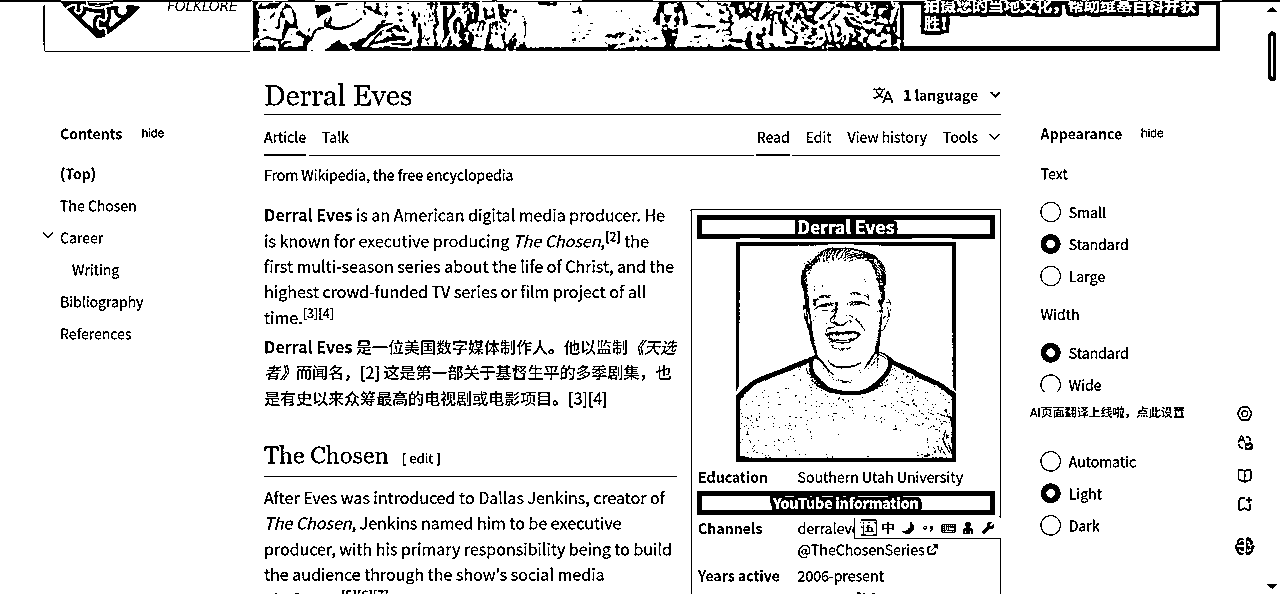 FOLKLORE
拍摄您的当地文化，帮助维基百科并获
胜！
Derral Eves
1 language
Contents hide
Article Talk
Read Edit View history Tools
Appearance hide
(Top)
The Chosen
Career
Writing
Bibliography
References
From Wikipedia, the free encyclopedia
Derral Eves is an American digital media producer. He
is known for executive producing The Chosen,[2] the
first multi-season series about the life of Christ, and the
highest crowd-funded TV series or film project of all
time.[3][4]
Derral Eves 是一位美国数字媒体制作人。他以监制《天选
者》而闻名，[2] 这是第一部关于基督生平的多季剧集，也
是有史以来众筹最高的电视剧或电影项目。[3][4]
The Chosen [ edit ]
After Eves was introduced to Dallas Jenkins, creator of
The Chosen, Jenkins named him to be executive
producer, with his primary responsibility being to build
the audience through the show's social media
Derral Eves
Education Southern Utah University
YouTube information
Channels derralev
@TheChosenSeries
Years active 2006-present
五 中
Text
Small
Standard
Large
Width
Standard
Wide
AI页面翻译上线啦，点此设置
Automatic
Light
Dark